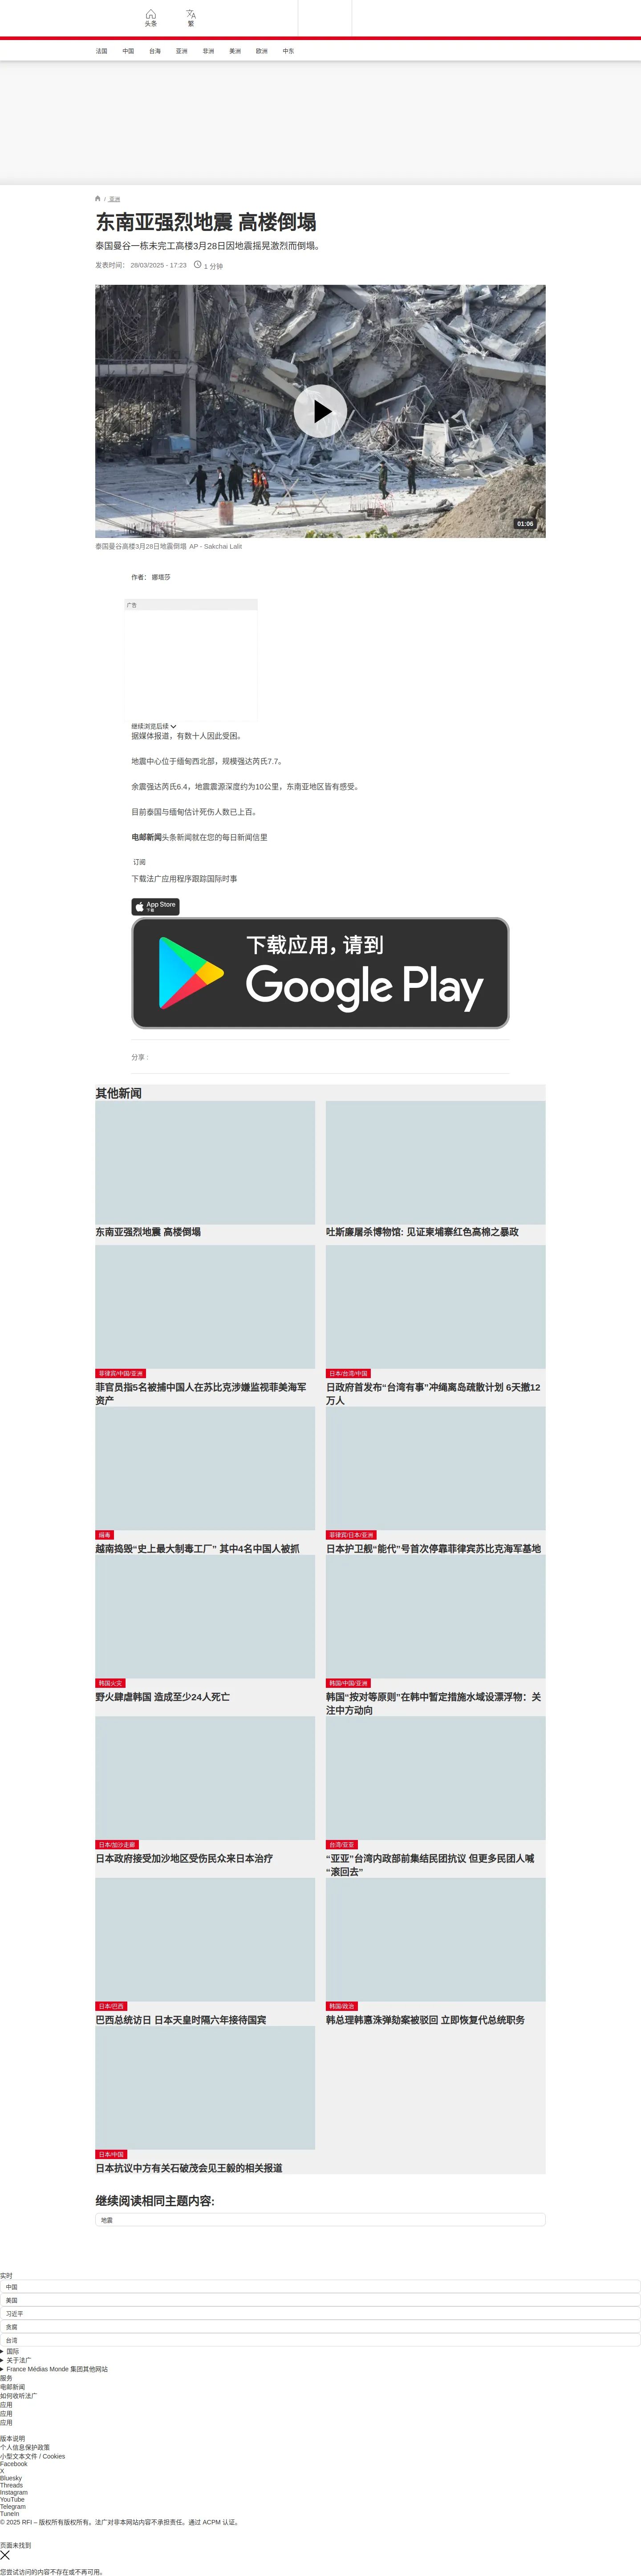 头条
繁
法国
中国
台海
亚洲
非洲
美洲
欧洲
中东
/ 亚洲
东南亚强烈地震 高楼倒塌
泰国曼谷一栋未完工高楼3月28日因地震摇晃激烈而倒塌。
发表时间： 28/03/2025 - 17:23 1 分钟
01:06
泰国曼谷高楼3月28日地震倒塌 AP - Sakchai Lalit
作者： 娜塔莎
广告
继续浏览后续
据媒体报道，有数十人因此受困。
地震中心位于缅甸西北部，规模强达芮氏7.7。
余震强达芮氏6.4，地震震源深度约为10公里，东南亚地区皆有感受。
目前泰国与缅甸估计死伤人数已上百。
电邮新闻头条新闻就在您的每日新闻信里
订阅
下载法广应用程序跟踪国际时事
App Store
下载
下载应用，请到
Google Play
分享 :
其他新闻
东南亚强烈地震 高楼倒塌
吐斯廉屠杀博物馆: 见证柬埔寨红色高棉之暴政
菲律宾/中国/亚洲
菲官员指5名被捕中国人在苏比克涉嫌监视菲美海军
资产
日本/台湾/中国
日政府首发布“台湾有事”冲绳离岛疏散计划 6天撤12
万人
缉毒
越南捣毁“史上最大制毒工厂” 其中4名中国人被抓
菲律宾/日本/亚洲
日本护卫舰“能代”号首次停靠菲律宾苏比克海军基地
韩国火灾
野火肆虐韩国 造成至少24人死亡
韩国/中国/亚洲
韩国“按对等原则”在韩中暂定措施水域设漂浮物：关
注中方动向
日本/加沙走廊
日本政府接受加沙地区受伤民众来日本治疗
台湾/亚亚
“亚亚”台湾内政部前集结民团抗议 但更多民团人喊
“滚回去”
日本/巴西
巴西总统访日 日本天皇时隔六年接待国宾
韩国/政治
韩总理韩悳洙弹劾案被驳回 立即恢复代总统职务
日本/中国
日本抗议中方有关石破茂会见王毅的相关报道
继续阅读相同主题内容:
地震
实时
中国
美国
习近平
贪腐
台湾
国际
关于法广
France Médias Monde 集团其他网站
服务
电邮新闻
如何收听法广
应用
应用
应用
版本说明
个人信息保护政策
小型文本文件 / Cookies
Facebook
X
Bluesky
Threads
Instagram
YouTube
Telegram
TuneIn
© 2025 RFI – 版权所有版权所有。法广对非本网站内容不承担责任。通过 ACPM 认证。
页面未找到
您尝试访问的内容不存在或不再可用。